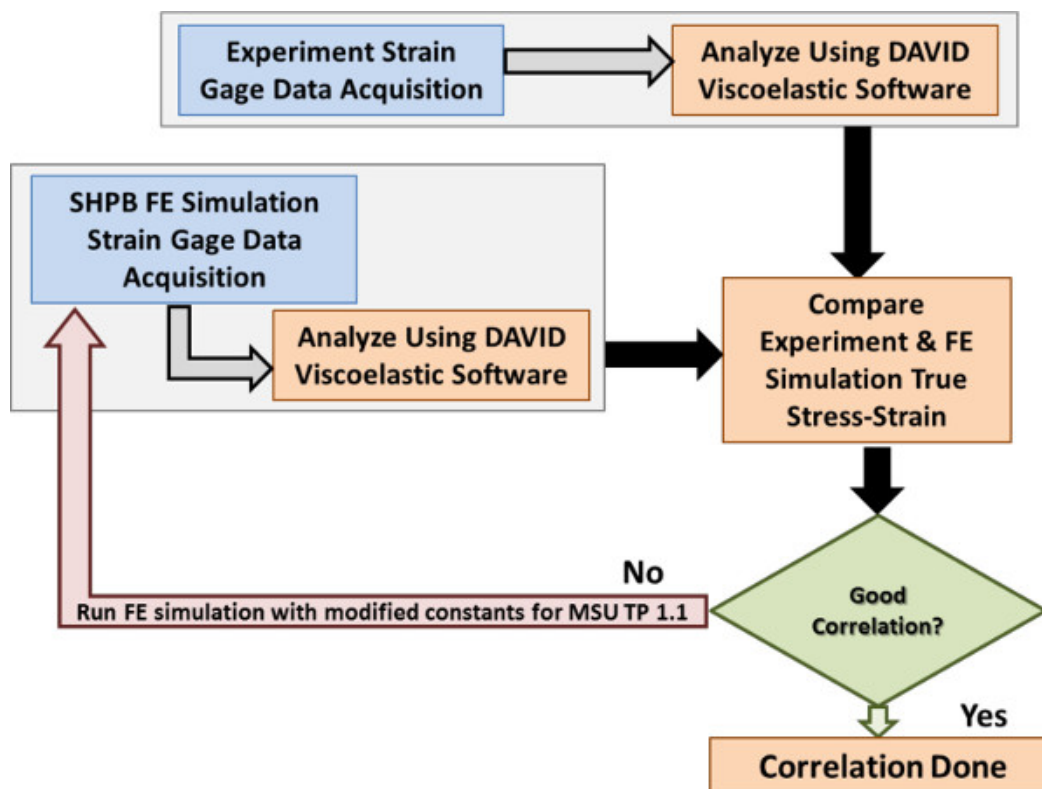 Experiment Strain
Gage Data Acquisition
Analyze Using DAVID
Viscoelastic Software
SHPB FE Simulation
Strain Gage Data
Acquisition
Analyze Using DAVID
Viscoelastic Software
Compare
Experiment & FE
Simulation True
Stress-Strain
No
Run FE simulation with modified constants for MSU TP 1.1
Good
Correlation?
Yes
Correlation Done